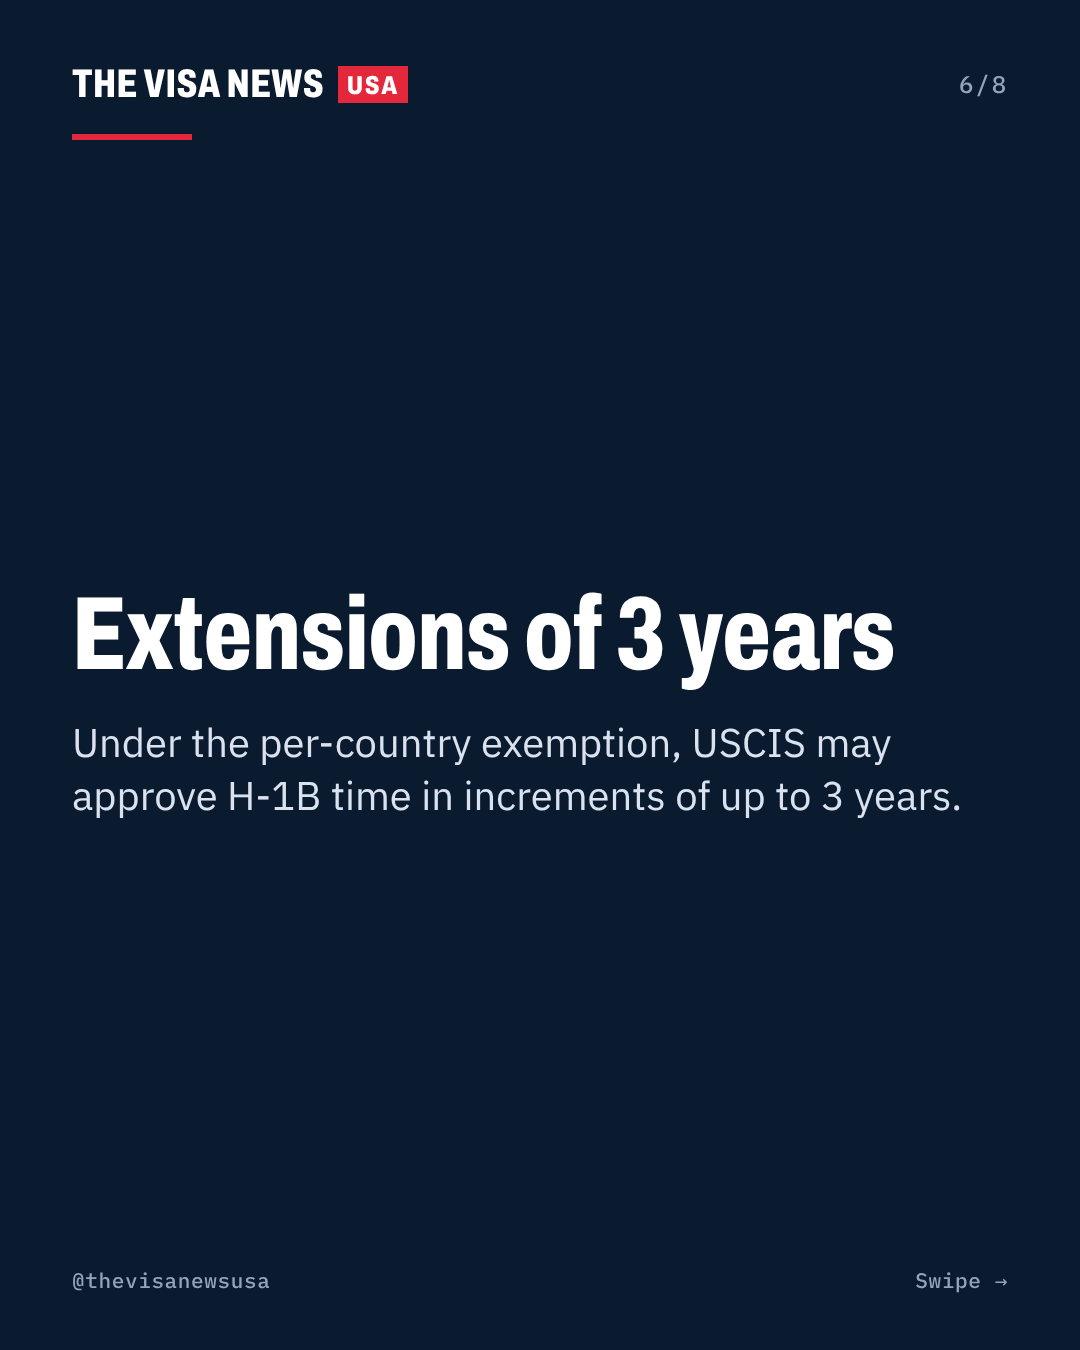 THE VISA NEWS USA
6/8
Extensions of 3 years
Under the per-country exemption, USCIS may
approve H-1B time in increments of up to 3 years.
@thevisanewsusa
Swipe →